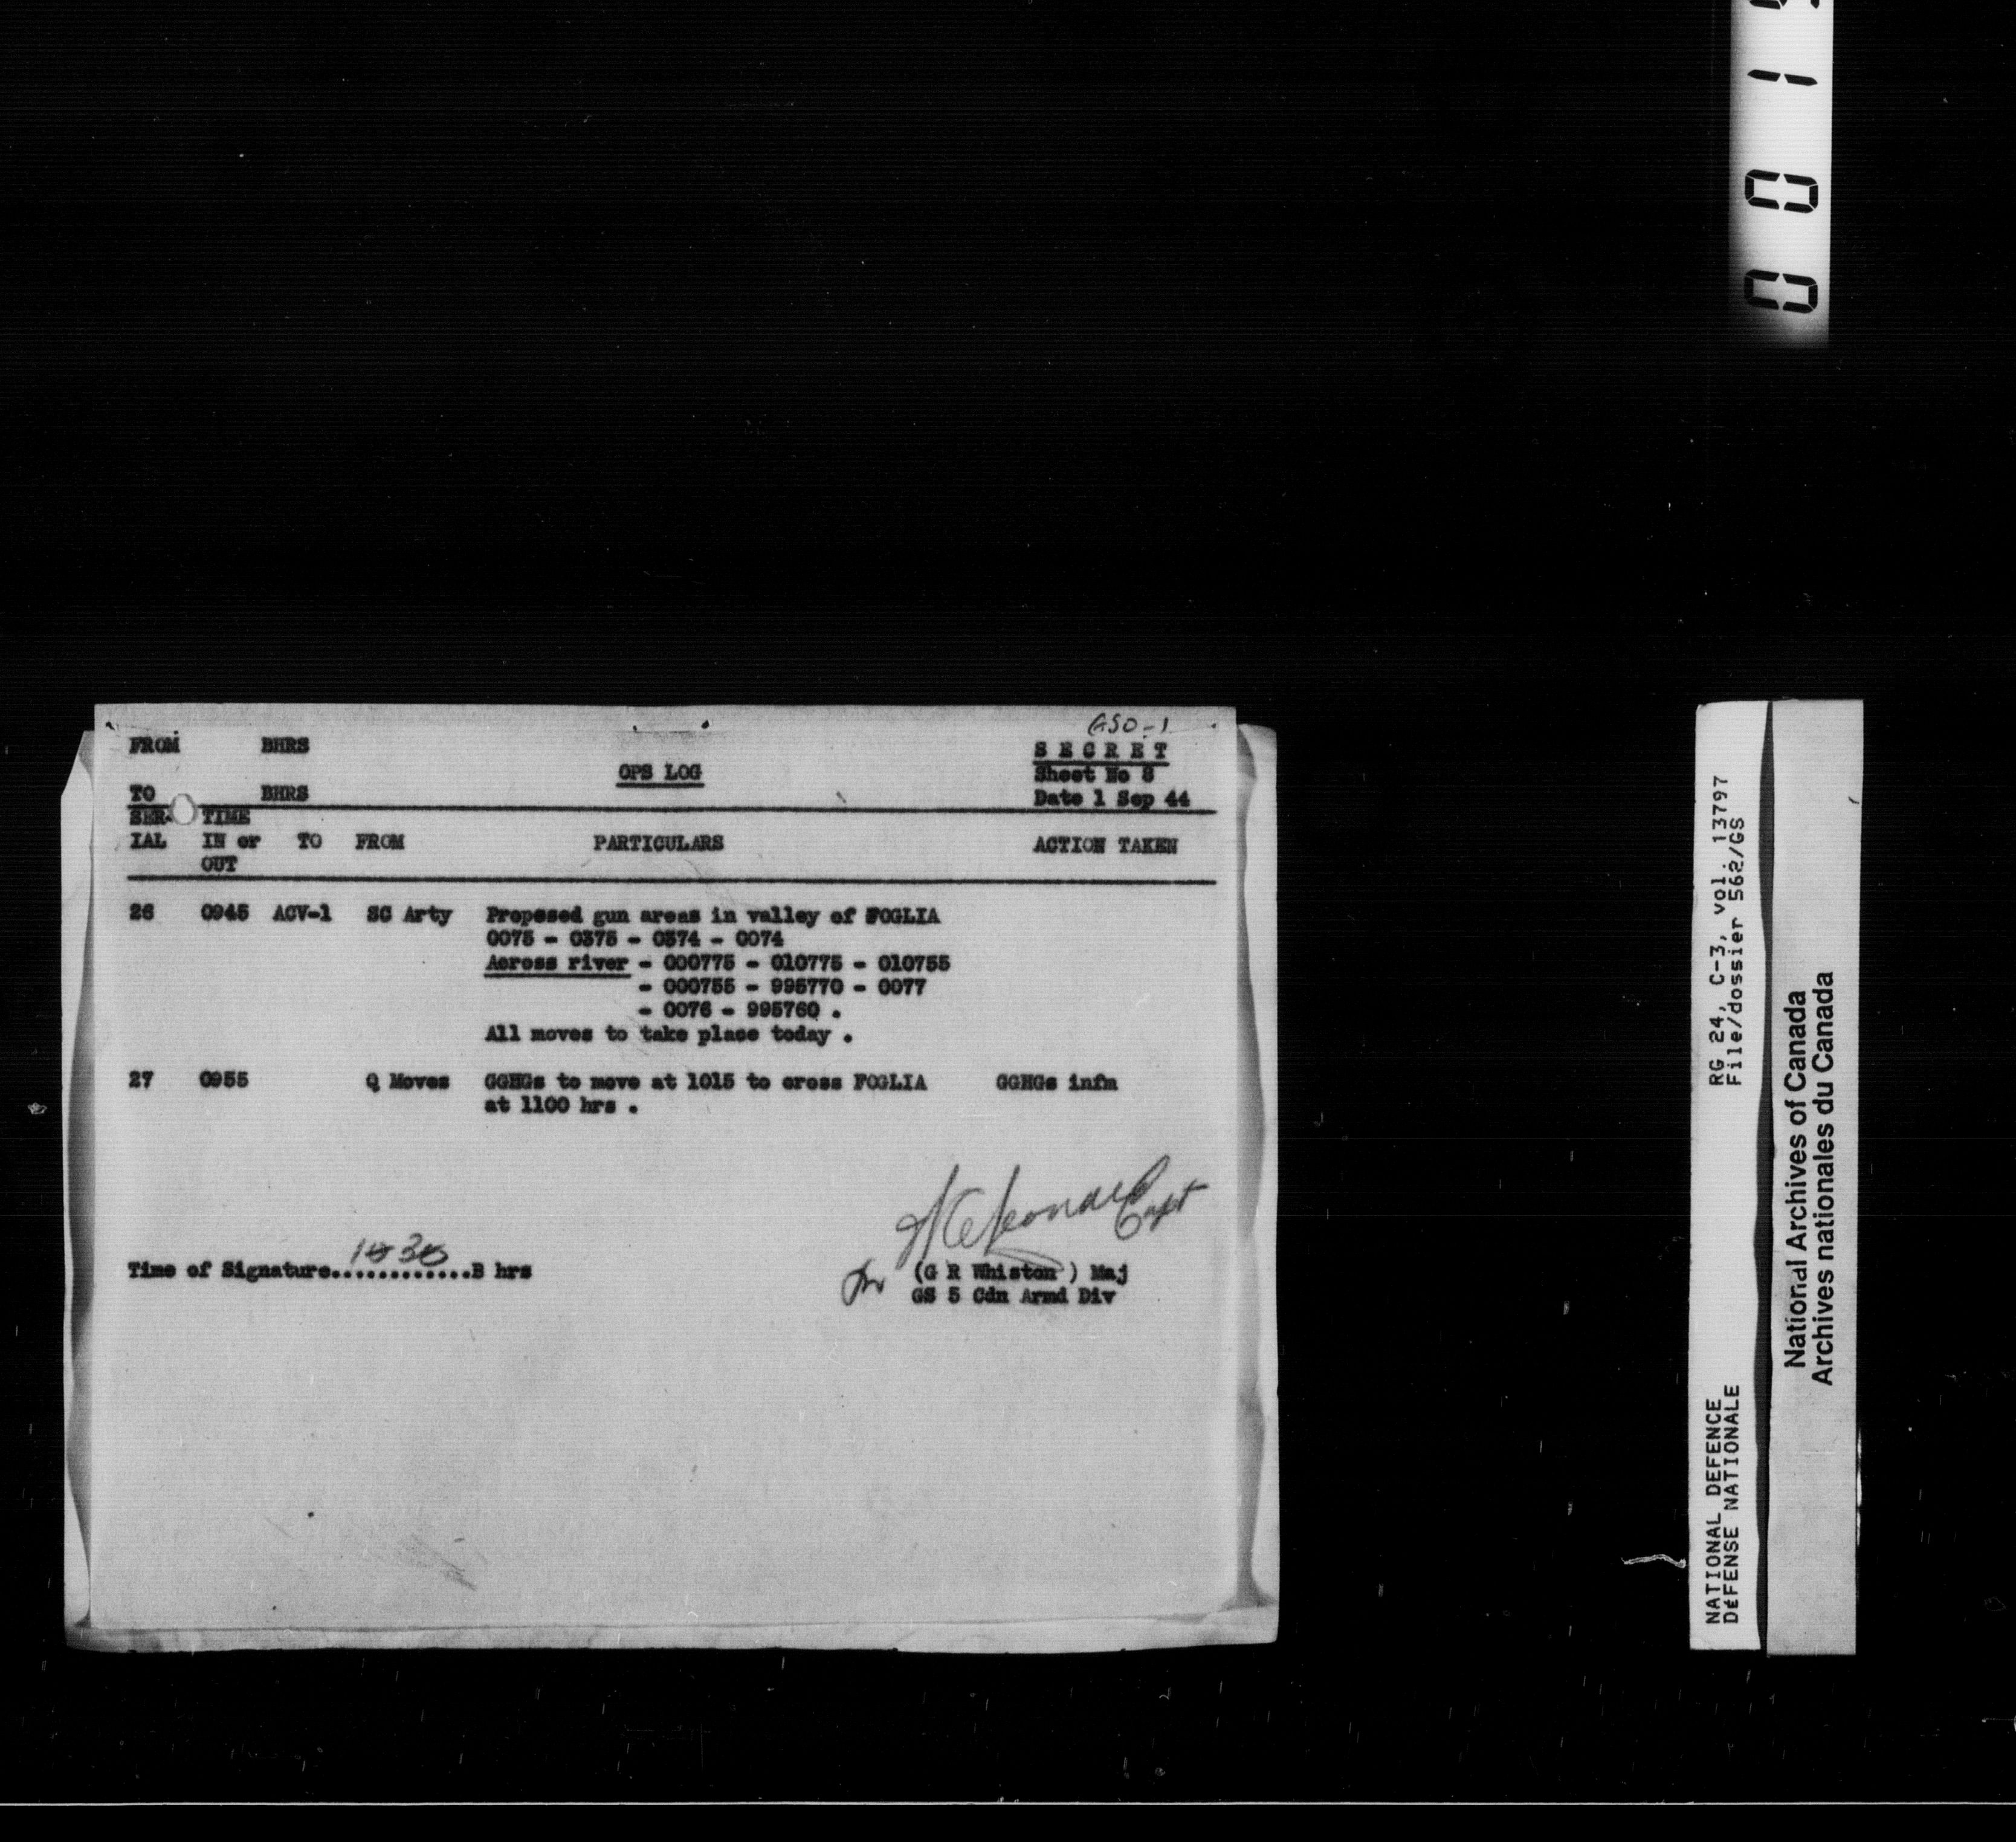 GSO-1
FROM BHRS
SECRET
OPS LOG
Sheet No 8
TO BHRS
Date 1 Sep 44
SER- TIME
IAL IN or TO FROM PARTICULARS ACTION TAKEN
OUT
26 0945 ACV-1 SC Arty Proposed gun areas in valley of FOGLIA
0075 - 0375 - 0374 - 0074
Across river - 000775 - 010775 - 010755
- 000755 - 995770 - 0077
- 0076 - 995760 .
All moves to take place today .
27 0955 Q Moves GGHGs to move at 1015 to cross FOGLIA GGHGs infm
at 1100 hrs .
Capt
Time of Signature.............B hrs
1030
for (G R Whiston ) Maj
GS 5 Cdn Armd Div
0 0 1
RG 24, C-3, vol. 13797
File/dossier 562/GS
NATIONAL DEFENCE
DÉFENSE NATIONALE
National Archives of Canada
Archives nationales du Canada